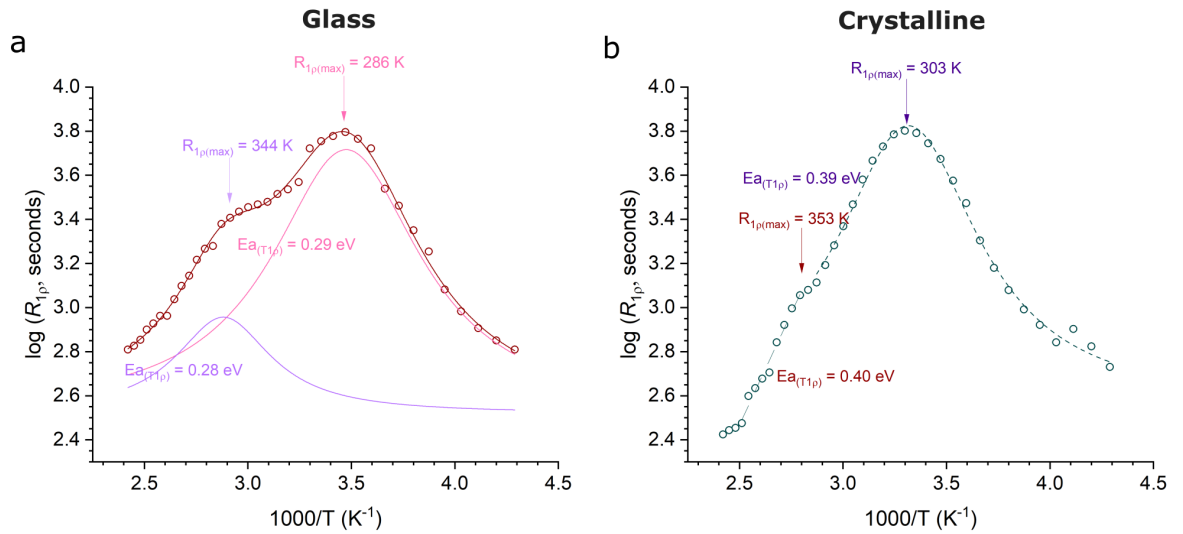 Glass
a
R1ρ(max) = 286 K
R1ρ(max) = 344 K
Ea(T1ρ) = 0.29 eV
Ea(T1ρ) = 0.28 eV
log (R1ρ, seconds)
4.0
3.8
3.6
3.4
3.2
3.0
2.8
2.6
2.4
2.5
3.0
3.5
4.0
4.5
1000/T (K-1)
Crystalline
b
R1ρ(max) = 303 K
Ea(T1ρ) = 0.39 eV
R1ρ(max) = 353 K
Ea(T1ρ) = 0.40 eV
log (R1ρ, seconds)
4.0
3.8
3.6
3.4
3.2
3.0
2.8
2.6
2.4
2.5
3.0
3.5
4.0
4.5
1000/T (K-1)